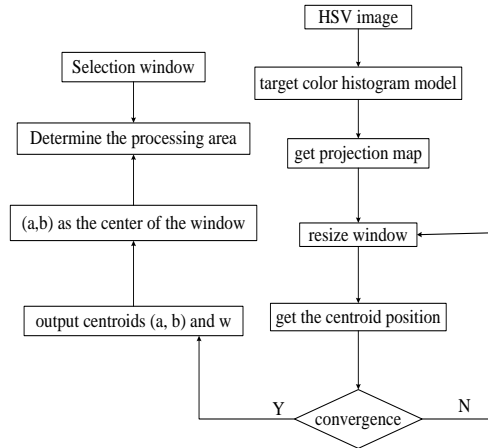 HSV image
Selection window
target color histogram model
Determine the processing area
get projection map
(a,b) as the center of the window
resize window
output centroids (a, b) and w
get the centroid position
Y
convergence
N